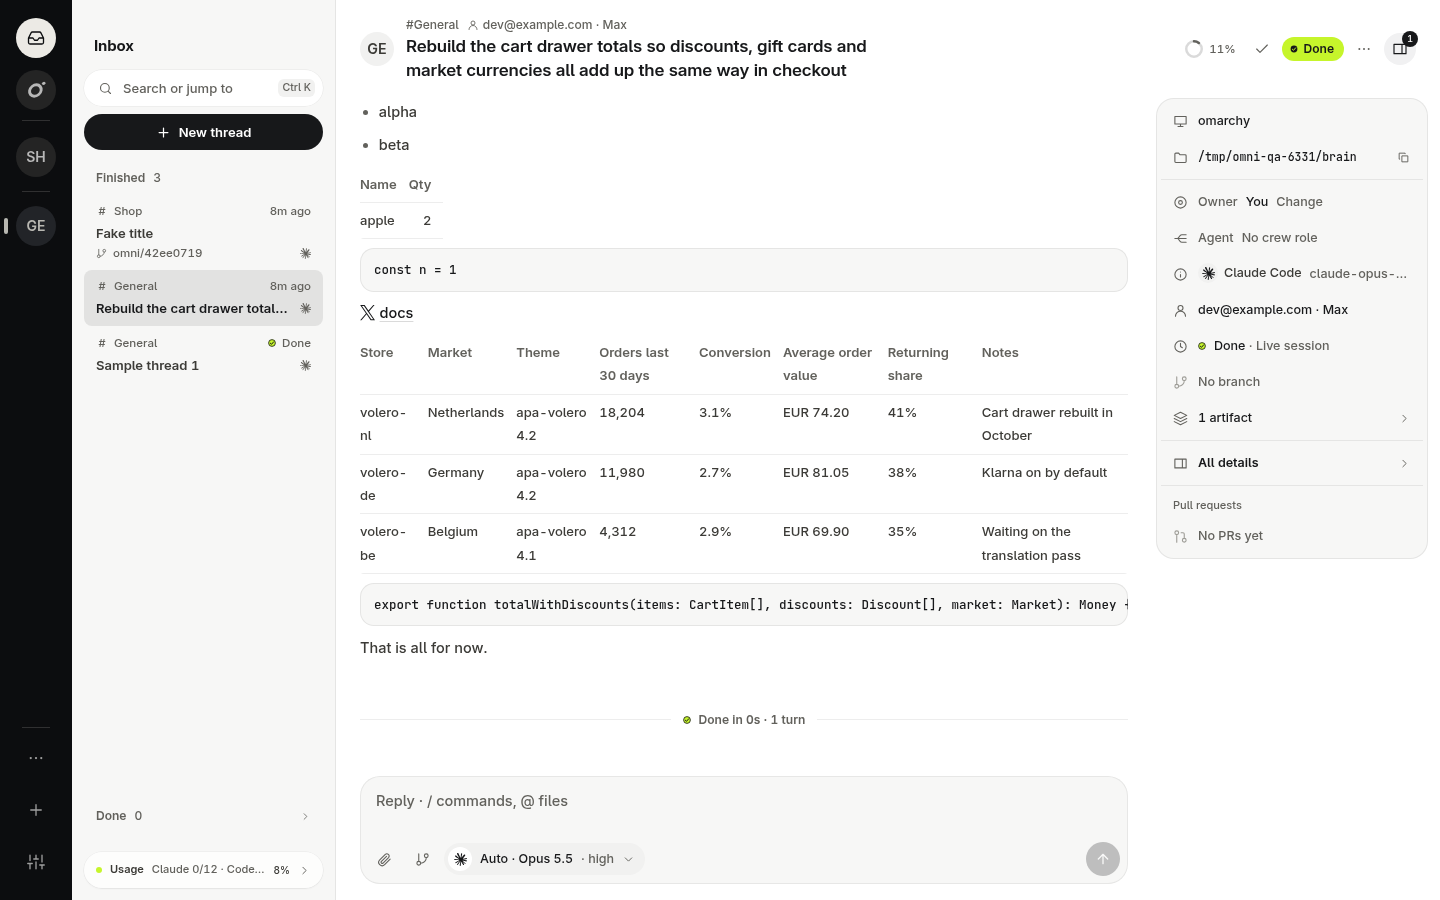 Inbox
Search or jump to
Ctrl K
New thread
Finished 3
# Shop 8m ago
Fake title
omni/42ee0719
# General 8m ago
Rebuild the cart drawer total...
# General Done
Sample thread 1
Done 0
Usage Claude 0/12 · Code... 8%
SH
GE
#General dev@example.com · Max
GE
Rebuild the cart drawer totals so discounts, gift cards and
market currencies all add up the same way in checkout
11%
Done
1
• alpha
• beta
Name Qty
apple 2
const n = 1
docs
Store Market Theme Orders last 30 days Conversion Average order value Returning share Notes
volero-nl Netherlands apa-volero 4.2 18,204 3.1% EUR 74.20 41% Cart drawer rebuilt in October
volero-de Germany apa-volero 4.2 11,980 2.7% EUR 81.05 38% Klarna on by default
volero-be Belgium apa-volero 4.1 4,312 2.9% EUR 69.90 35% Waiting on the translation pass
export function totalWithDiscounts(items: CartItem[], discounts: Discount[], market: Market): Money {
That is all for now.
Done in 0s · 1 turn
Reply · / commands, @ files
Auto · Opus 5.5 · high
omarchy
/tmp/omni-qa-6331/brain
Owner You Change
Agent No crew role
Claude Code claude-opus-...
dev@example.com · Max
Done · Live session
No branch
1 artifact
All details
Pull requests
No PRs yet